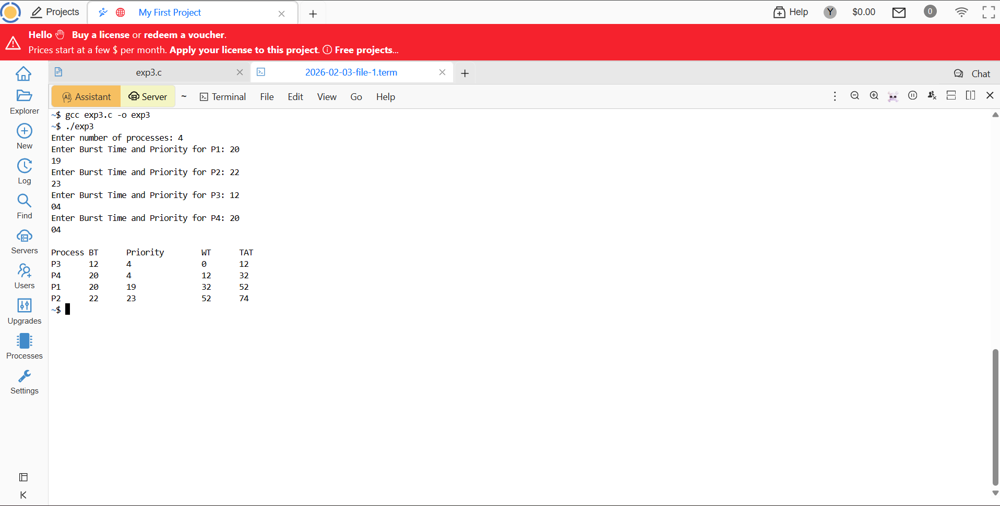 Projects My First Project Help Y $0.00 0
Hello Buy a license or redeem a voucher.
Prices start at a few $ per month. Apply your license to this project. Free projects...
exp3.c 2026-02-03-file-1.term Chat
AI Assistant Server ~ Terminal File Edit View Go Help
Explorer
New
Log
Find
Servers
Users
Upgrades
Processes
Settings
~$ gcc exp3.c -o exp3
~$ ./exp3
Enter number of processes: 4
Enter Burst Time and Priority for P1: 20
19
Enter Burst Time and Priority for P2: 22
23
Enter Burst Time and Priority for P3: 12
04
Enter Burst Time and Priority for P4: 20
04
Process BT Priority WT TAT
P3 12 4 0 12
P4 20 4 12 32
P1 20 19 32 52
P2 22 23 52 74
~$